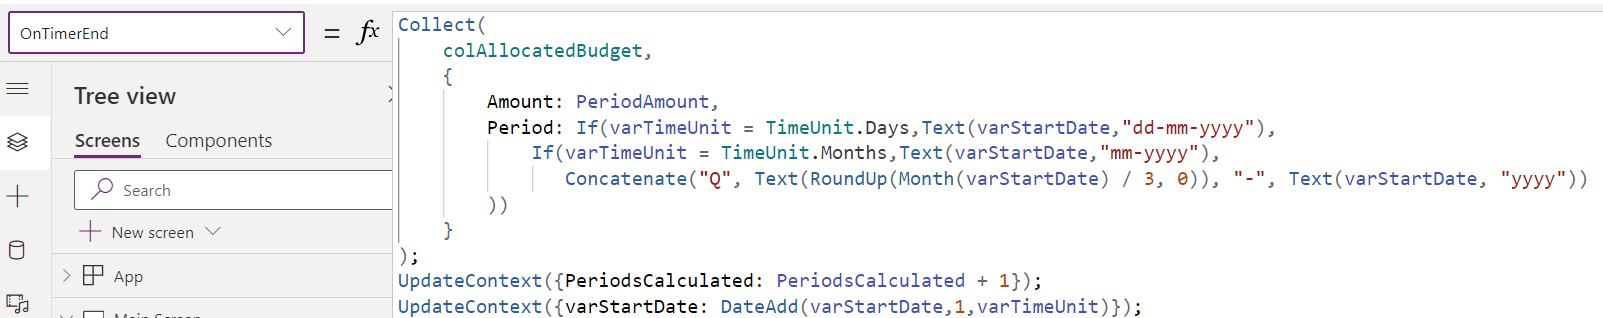 OnTimerEnd
= fx
Collect(
colAllocatedBudget,
{
Amount: PeriodAmount,
Period: If(varTimeUnit = TimeUnit.Days,Text(varStartDate,"dd-mm-yyyy"),
If(varTimeUnit = TimeUnit.Months,Text(varStartDate,"mm-yyyy"),
Concatenate("Q", Text(RoundUp(Month(varStartDate) / 3, 0)), "-", Text(varStartDate, "yyyy"))
))
}
);
UpdateContext({PeriodsCalculated: PeriodsCalculated + 1});
UpdateContext({varStartDate: DateAdd(varStartDate,1,varTimeUnit)});
Tree view
Screens Components
Search
New screen
App
Main Screen